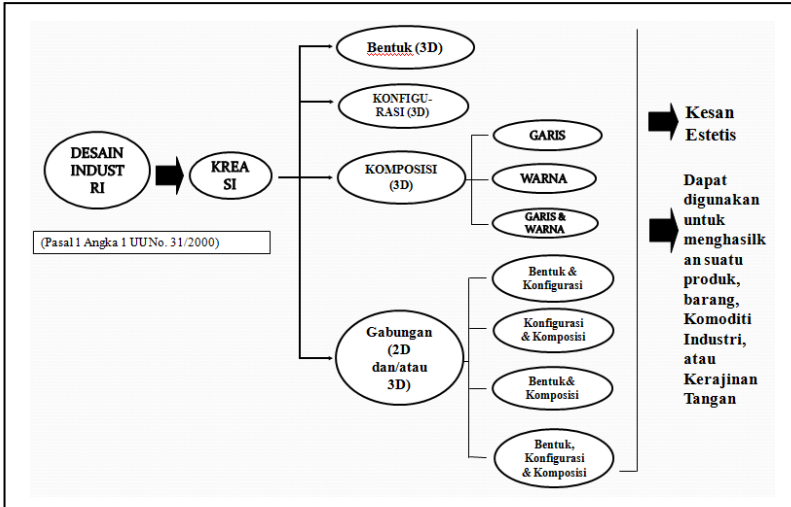 DESAIN
INDUST
RI
(Pasal 1 Angka 1 UU No. 31/2000)
KREA
SI
Bentuk (3D)
KONFIGU-
RASI (3D)
KOMPOSISI
(3D)
GARIS
WARNA
GARIS &
WARNA
Gabungan
(2D
dan/atau
3D)
Bentuk &
Konfigurasi
Konfigurasi
& Komposisi
Bentuk&
Komposisi
Bentuk,
Konfigurasi
& Komposisi
Kesan
Estetis
Dapat
digunakan
untuk
menghasilk
an suatu
produk,
barang,
Komoditi
Industri,
atau
Kerajinan
Tangan